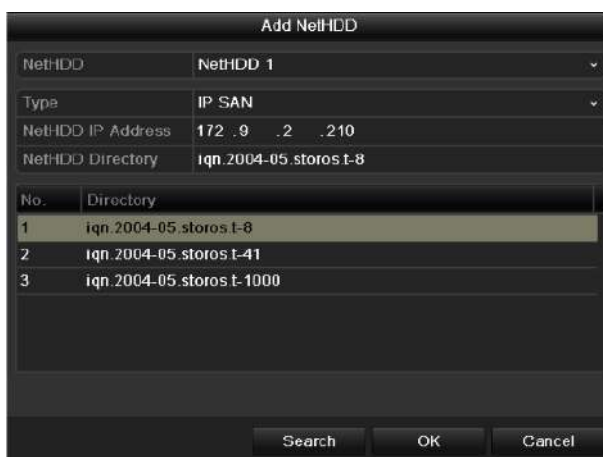 Add NetHDD
NetHDD NetHDD 1
Type IP SAN
NetHDD IP Address 172 .9 .2 .210
NetHDD Directory iqn.2004-05.storos.t-8
No. Directory
1 iqn.2004-05.storos.t-8
2 iqn.2004-05.storos.t-41
3 iqn.2004-05.storos.t-1000
Search OK Cancel